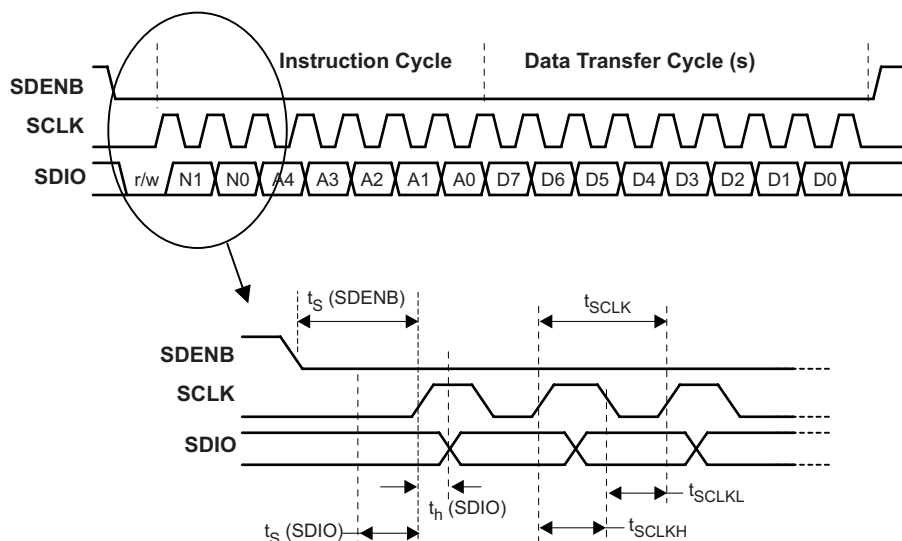 Instruction Cycle Data Transfer Cycle (s)
SDENB
SCLK
SDIO r/w N1 N0 A4 A3 A2 A1 A0 D7 D6 D5 D4 D3 D2 D1 D0
tS (SDENB) tSCLK
SDENB
SCLK
SDIO
th (SDIO) tSCLKL
tS (SDIO) tSCLKH